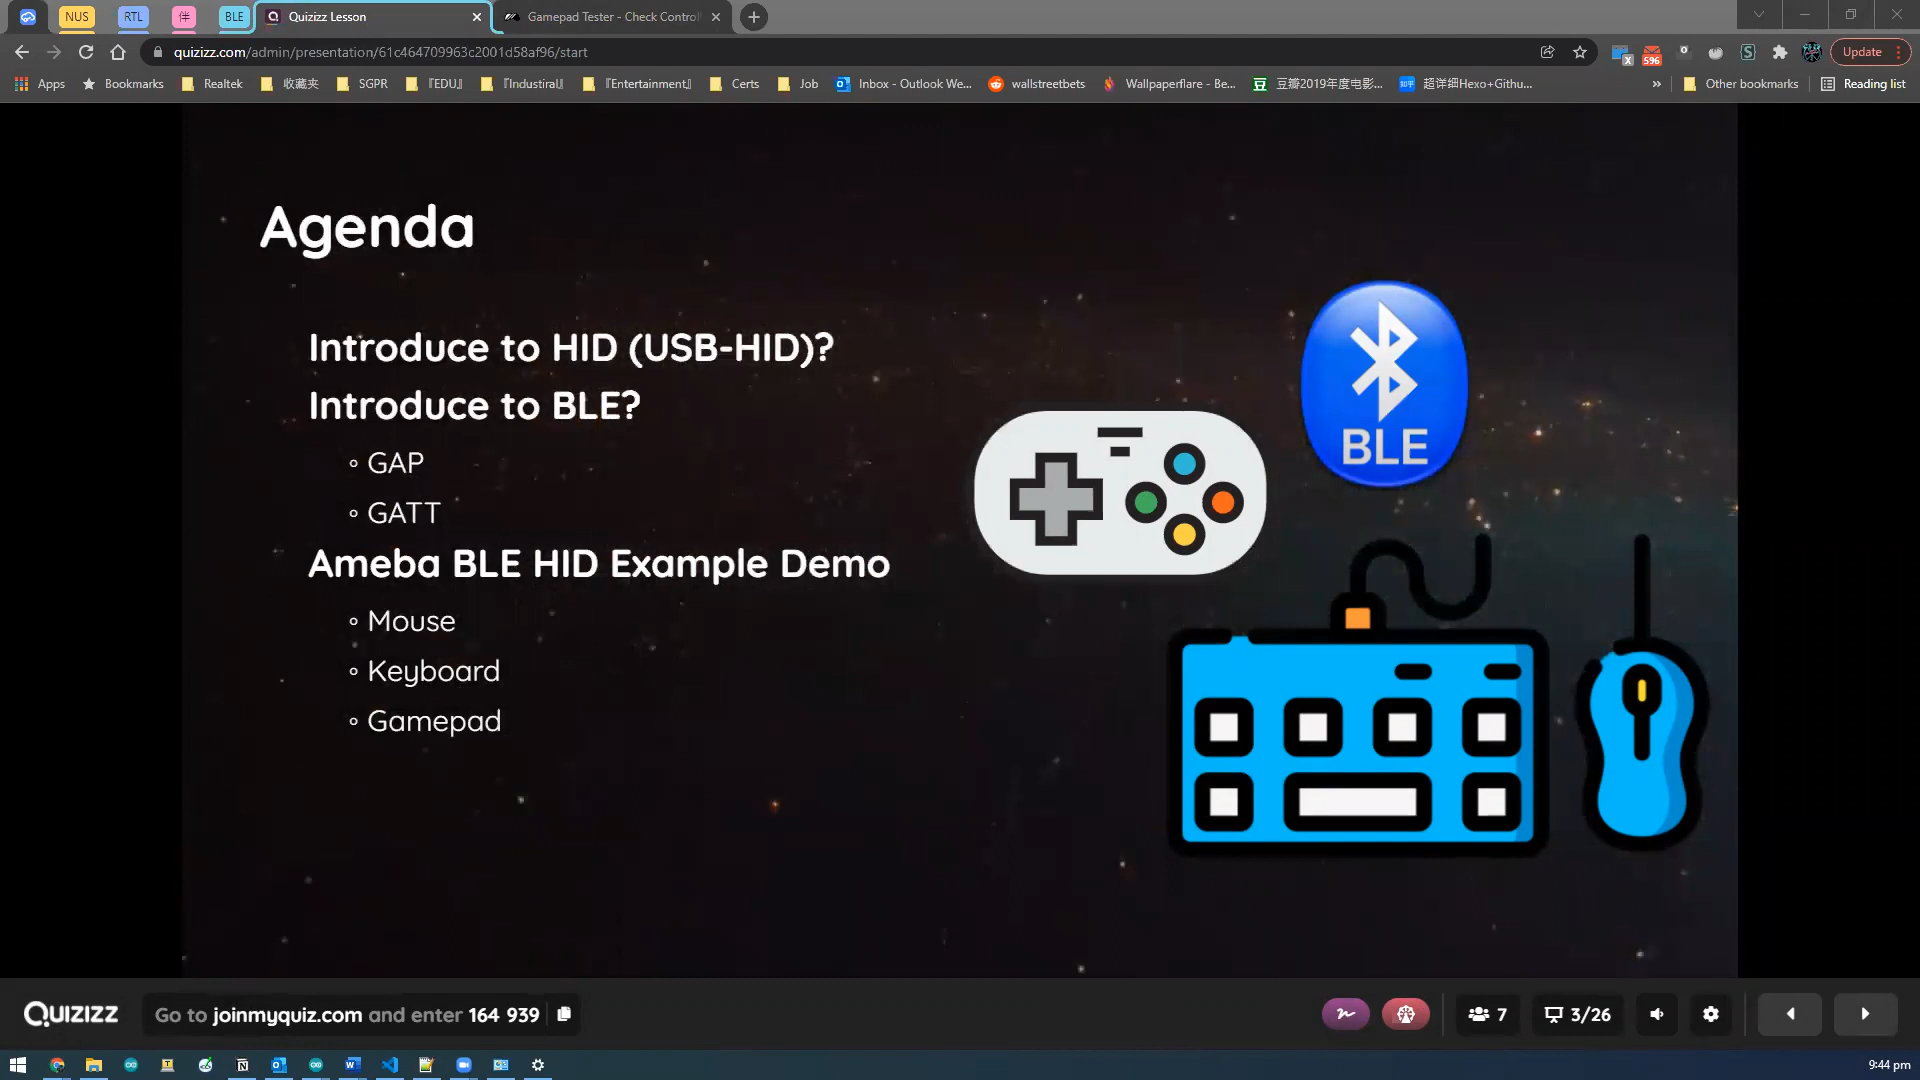 NUS
RTL
伴
BLE
Quizizz Lesson
Gamepad Tester - Check Control
quizizz.com/admin/presentation/61c464709963c2001d58af96/start
596
Update
Apps
Bookmarks
Realtek
收藏夹
SGPR
『EDU』
『Industiral』
『Entertainment』
Certs
Job
Inbox - Outlook We...
wallstreetbets
Wallpaperflare - Be...
豆瓣2019年度电影...
超详细Hexo+Githu...
»
Other bookmarks
Reading list
Agenda
Introduce to HID (USB-HID)?
Introduce to BLE?
◦ GAP
◦ GATT
Ameba BLE HID Example Demo
◦ Mouse
◦ Keyboard
◦ Gamepad
BLE
QUIZIZZ
Go to joinmyquiz.com and enter 164 939
7
3/26
9:44 pm